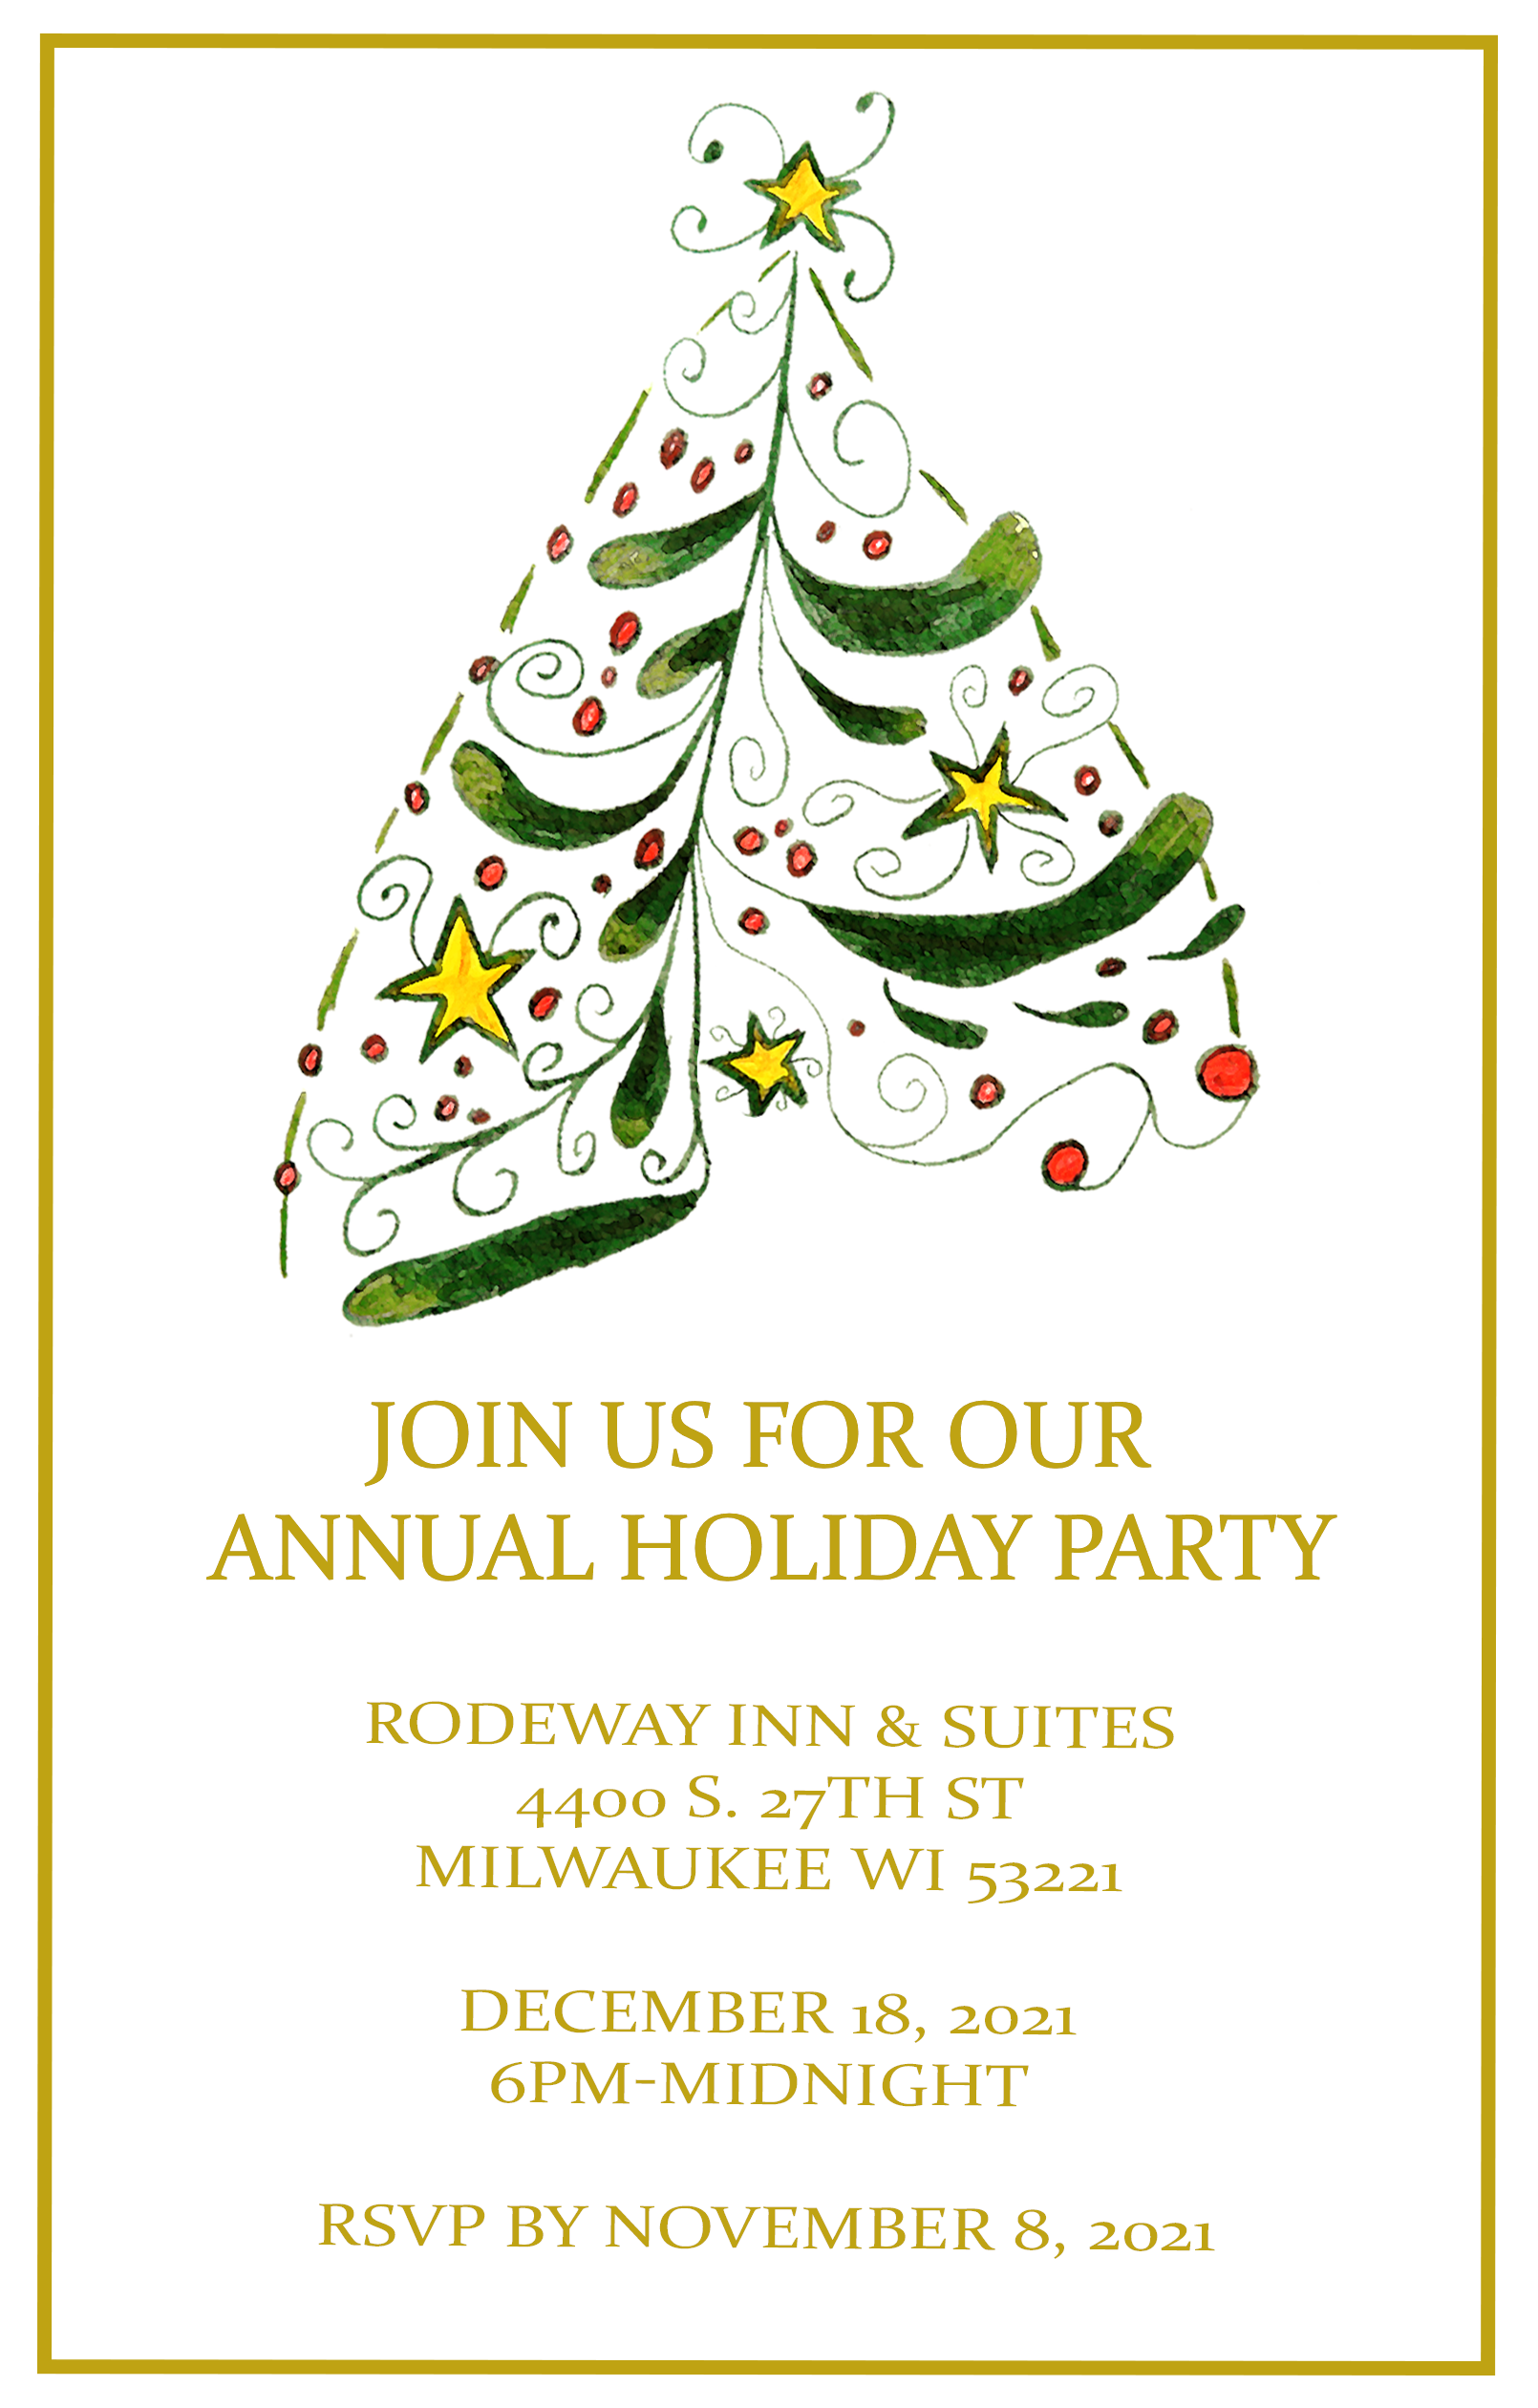 JOIN US FOR OUR
ANNUAL HOLIDAY PARTY
RODEWAY INN & SUITES
4400 S. 27TH ST
MILWAUKEE WI 53221
DECEMBER 18, 2021
6PM-MIDNIGHT
RSVP BY NOVEMBER 8, 2021